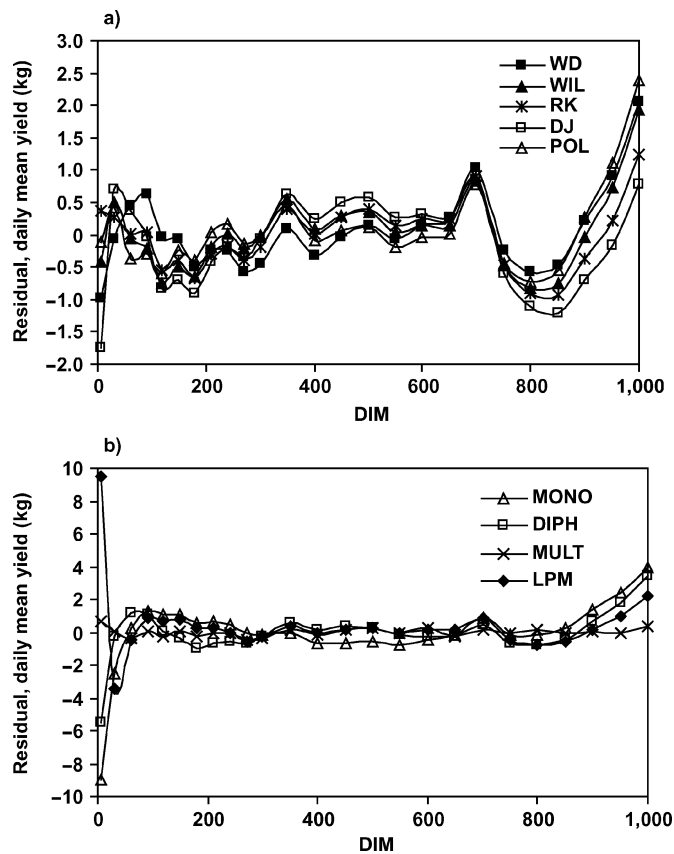 a)
Residual, daily mean yield (kg)
3.0
2.5
2.0
1.5
1.0
0.5
0
−0.5
−1.0
−1.5
−2.0
WD
WIL
RK
DJ
POL
0 200 400 600 800 1,000
DIM
b)
Residual, daily mean yield (kg)
10
8
6
4
2
0
−2
−4
−6
−8
−10
MONO
DIPH
MULT
LPM
0 200 400 600 800 1,000
DIM